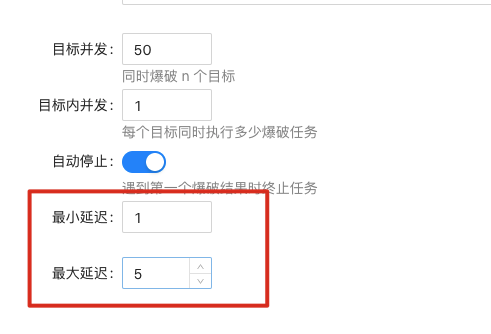 目标并发: 50
同时爆破 n 个目标
目标内并发: 1
每个目标同时执行多少爆破任务
自动停止:
遇到第一个爆破结果时终止任务
最小延迟: 1
最大延迟: 5